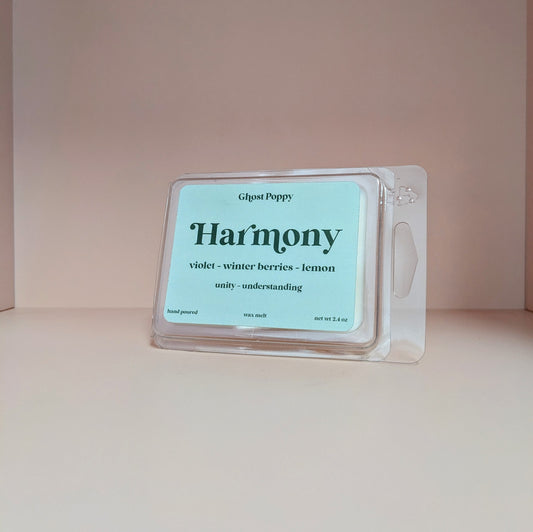 Ghost Poppy
Harmony
violet - winter berries - lemon
unity - understanding
hand poured wax melt net wt 2.4 oz